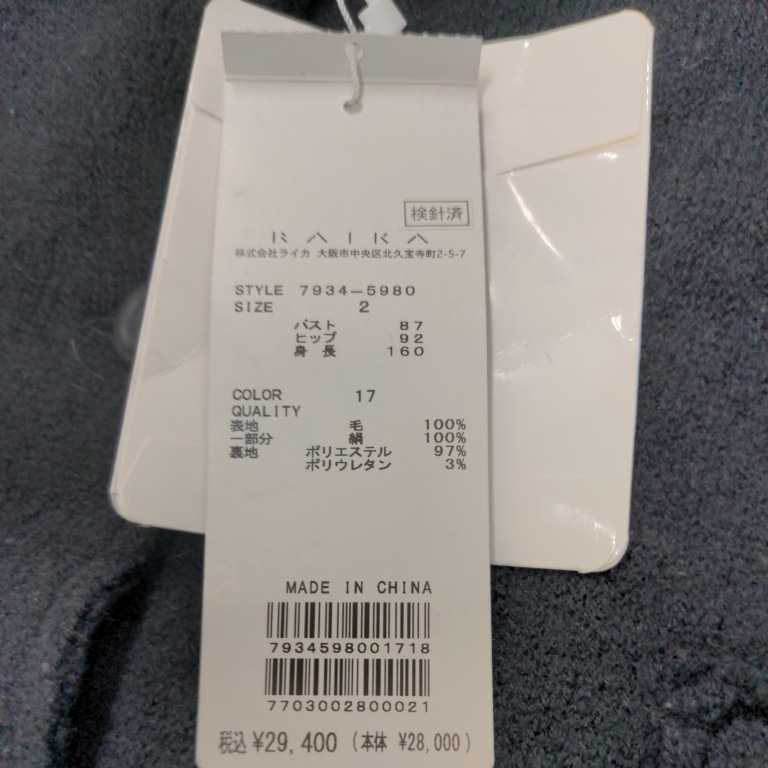 検針済
RAIKA
株式会社ライカ 大阪市中央区北久宝寺町2-5-7
STYLE 7934-5980
SIZE 2
バスト 87
ヒップ 92
身長 160
COLOR 17
QUALITY
表地 毛 100%
一部分 絹 100%
裏地 ポリエステル 97%
ポリウレタン 3%
MADE IN CHINA
7934598001718
7703002800021
税込 ¥29,400 (本体 ¥28,000)